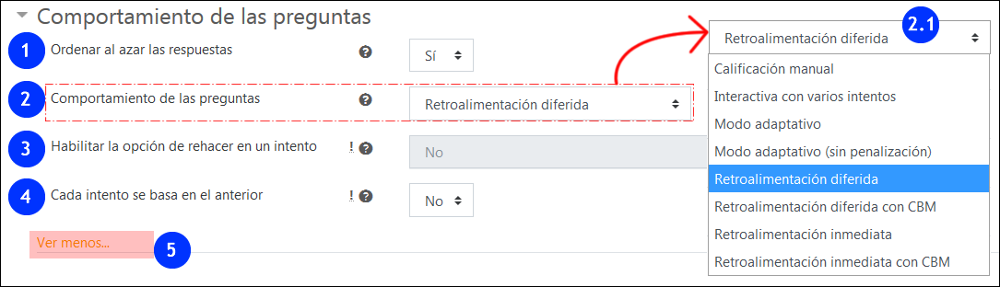 Comportamiento de las preguntas
1 Ordenar al azar las respuestas ? Sí
2 Comportamiento de las preguntas ? Retroalimentación diferida
3 Habilitar la opción de rehacer en un intento ! ? No
4 Cada intento se basa en el anterior ! ? No
Ver menos... 5
2.1
Retroalimentación diferida
Calificación manual
Interactiva con varios intentos
Modo adaptativo
Modo adaptativo (sin penalización)
Retroalimentación diferida
Retroalimentación diferida con CBM
Retroalimentación inmediata
Retroalimentación inmediata con CBM